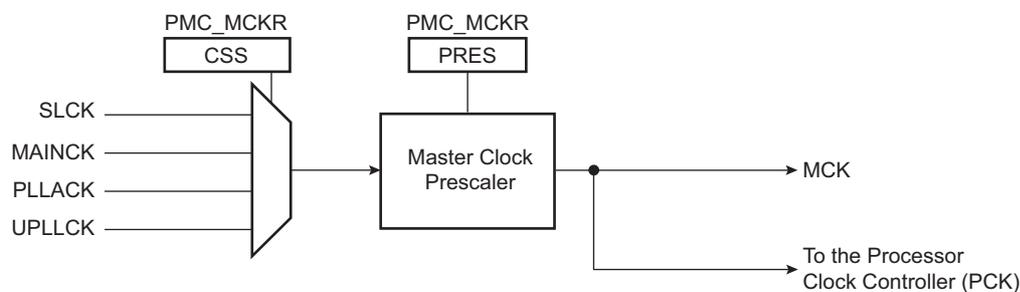 PMC_MCKR
CSS
PMC_MCKR
PRES
SLCK
MAINCK
PLLACK
UPLLCK
Master Clock
Prescaler
MCK
To the Processor
Clock Controller (PCK)